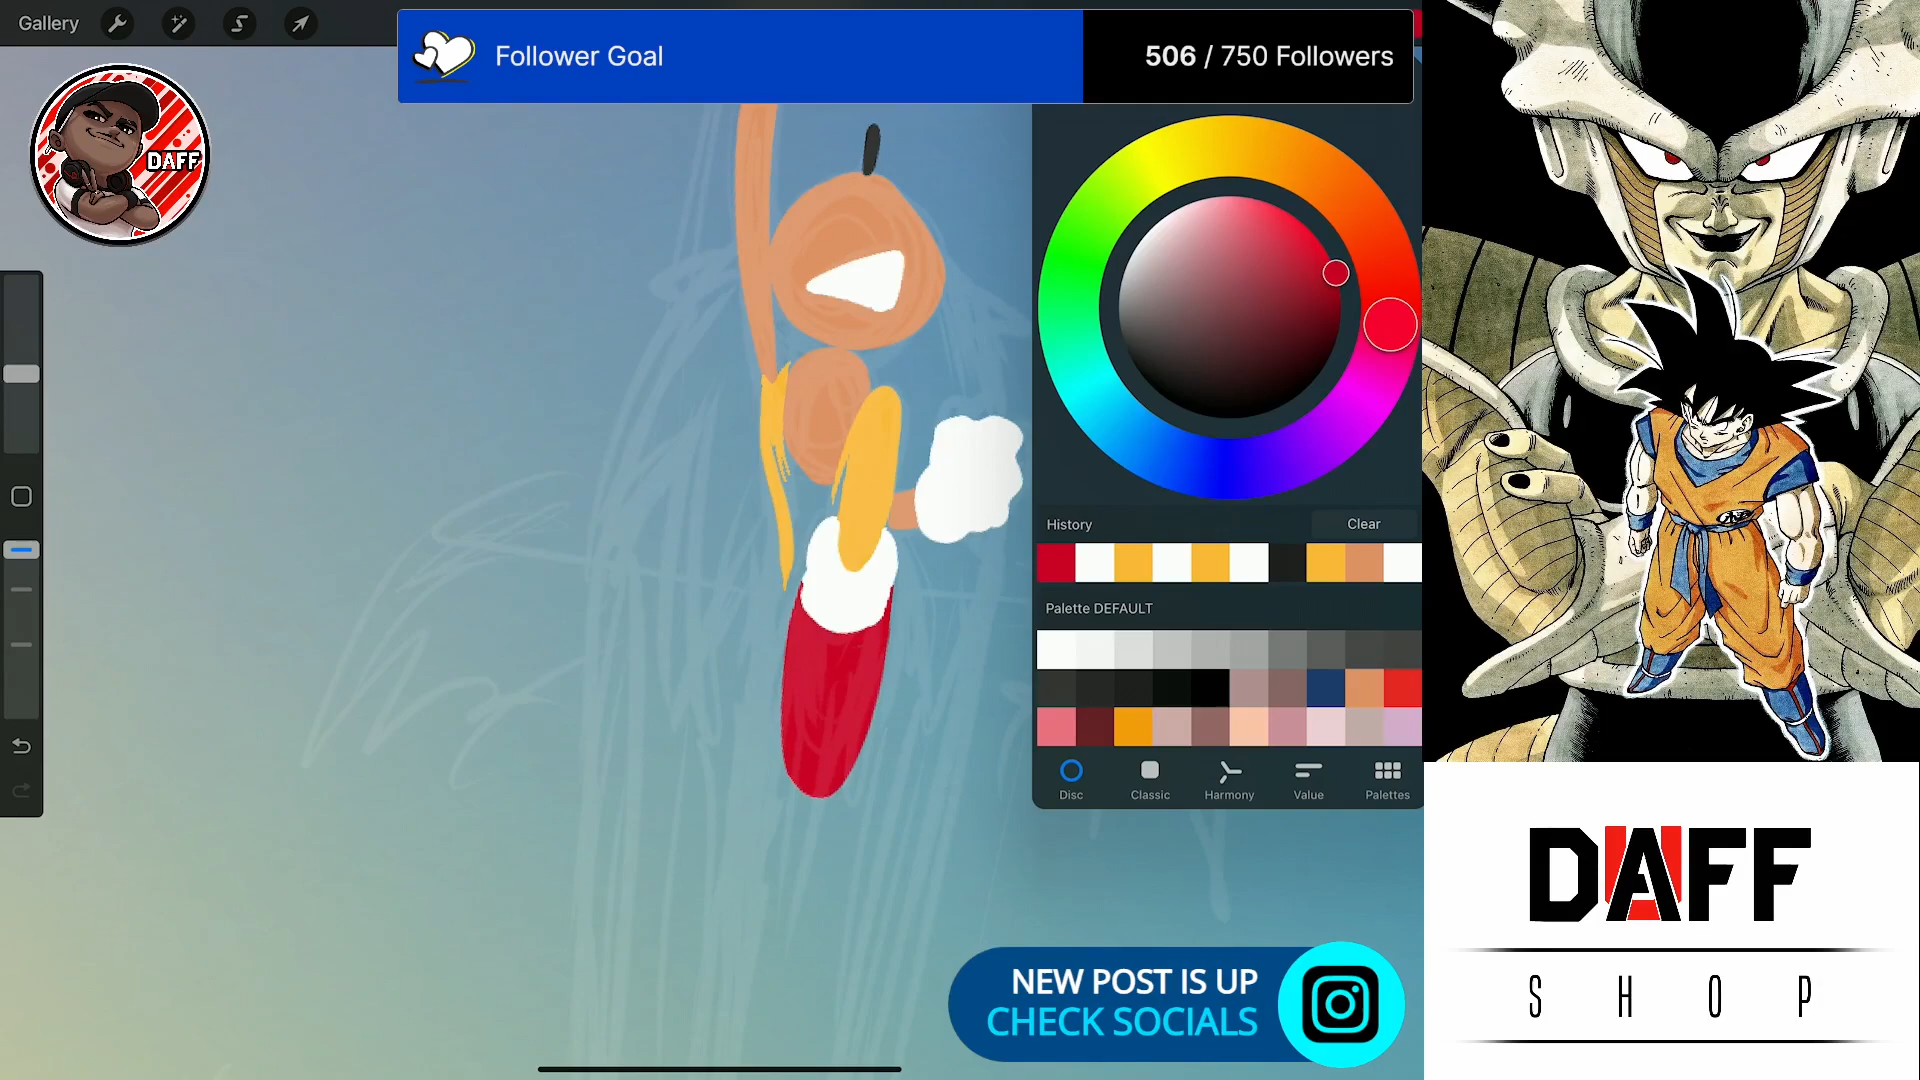 Gallery
Follower Goal
506 / 750 Followers
DAFF
History
Clear
Palette DEFAULT
Disc
Classic
Harmony
Value
Palettes
NEW POST IS UP
CHECK SOCIALS
DAFF
SHOP